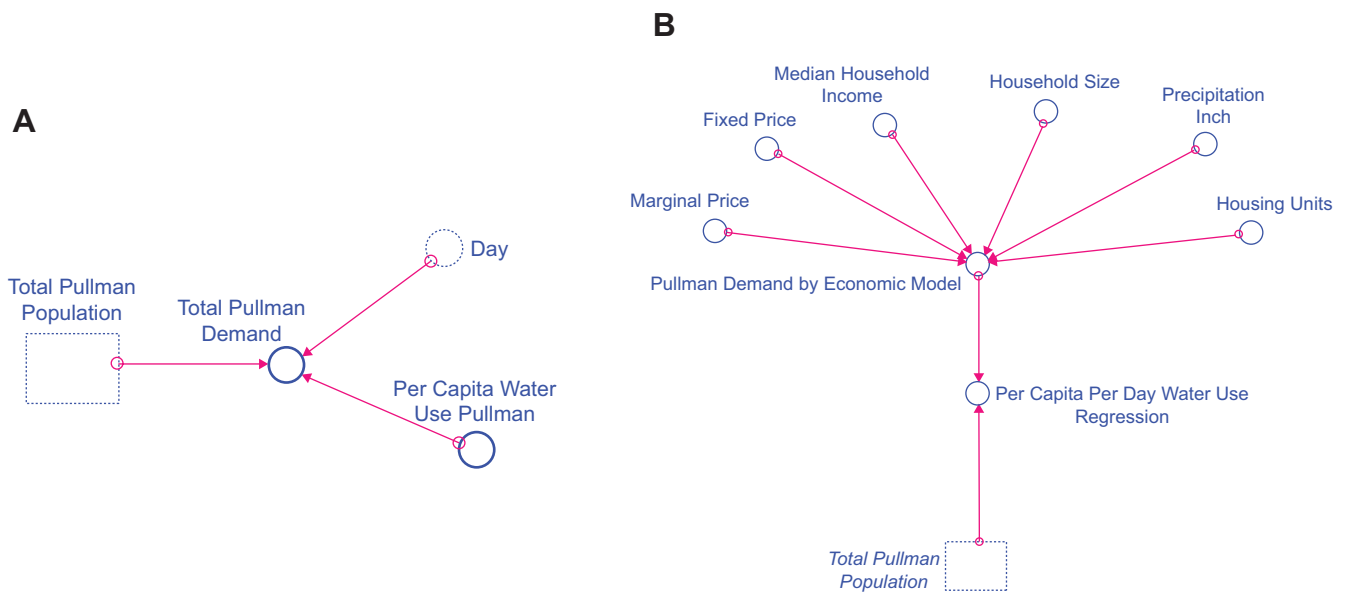 A
Total Pullman
Population
Total Pullman
Demand
Day
Per Capita Water
Use Pullman
B
Median Household
Income
Household Size
Precipitation
Inch
Fixed Price
Marginal Price
Housing Units
Pullman Demand by Economic Model
Per Capita Per Day Water Use
Regression
Total Pullman
Population